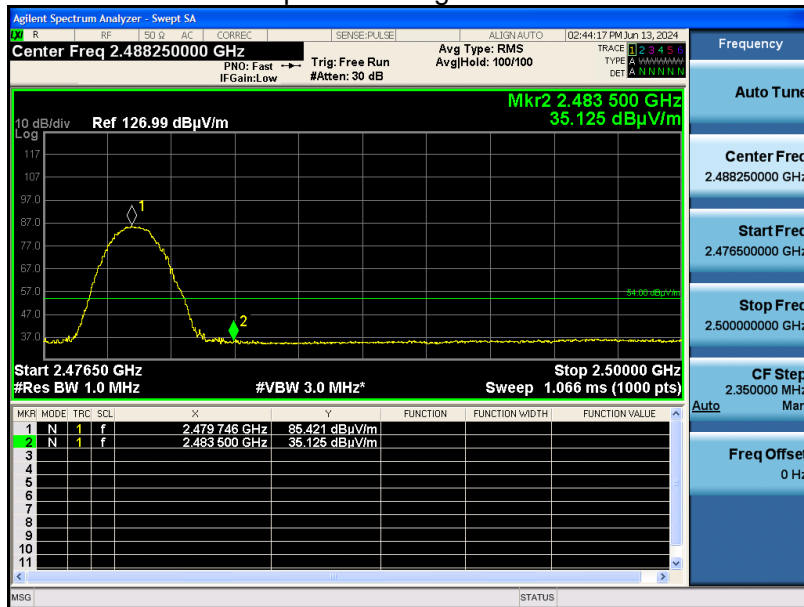 Agilent Spectrum Analyzer - Swept SA
LXI R RF 50 Ω AC CORREC SENSE:PULSE ALIGN AUTO 02:44:17 PM Jun 13, 2024
Center Freq 2.488250000 GHz
PNO: Fast
IFGain:Low
Trig: Free Run
#Atten: 30 dB
Avg Type: RMS
Avg|Hold: 100/100
TRACE 1 2 3 4 5 6
TYPE A WWWWW
DET A N N N N N
Mkr2 2.483 500 GHz
35.125 dBµV/m
10 dB/div Ref 126.99 dBµV/m
Log
117
107
97.0
87.0
77.0
67.0
57.0
47.0
37.0
1
2
54.00 dBµV/m
Start 2.47650 GHz Stop 2.50000 GHz
#Res BW 1.0 MHz #VBW 3.0 MHz* Sweep 1.066 ms (1000 pts)
MKR MODE TRC SCL X Y FUNCTION FUNCTION WIDTH FUNCTION VALUE
1 N 1 f 2.479 746 GHz 85.421 dBµV/m
2 N 1 f 2.483 500 GHz 35.125 dBµV/m
3
4
5
6
7
8
9
10
11
MSG STATUS
Frequency
Auto Tune
Center Freq
2.488250000 GHz
Start Freq
2.476500000 GHz
Stop Freq
2.500000000 GHz
CF Step
2.350000 MHz
Auto Man
Freq Offset
0 Hz